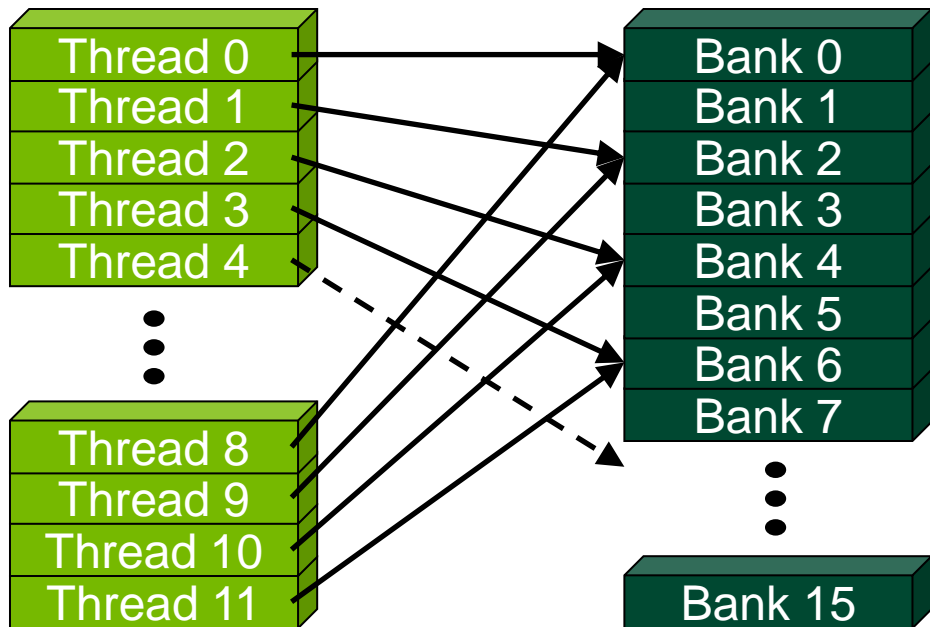 Thread 0
Thread 1
Thread 2
Thread 3
Thread 4
Thread 8
Thread 9
Thread 10
Thread 11
Bank 0
Bank 1
Bank 2
Bank 3
Bank 4
Bank 5
Bank 6
Bank 7
Bank 15